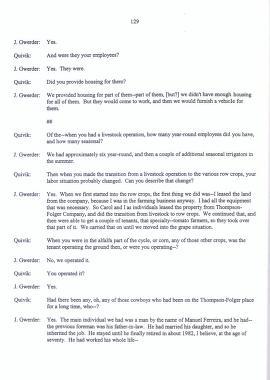 129
J. Gwerder: Yes.
Quivik: And were they your employees?
J. Gwerder: Yes. They were.
Quivik: Did you provide housing for them?
J. Gwerder: We provided housing for part of them--part of them, [but?] we didn't have enough housing
for all of them. But they would come to work, and then we would furnish a vehicle for
them.
##
Quivik: Of the--when you had a livestock operation, how many year-round employees did you have,
and how many seasonal?
J. Gwerder: We had approximately six year-round, and then a couple of additional seasonal irrigators in
the summer.
Quivik: Then when you made the transition from a livestock operation to the various row crops, your
labor situation probably changed. Can you describe that change?
J. Gwerder: Yes. When we first started into the row crops, the first thing we did was--I leased the land
from the company, because I was in the farming business anyway. I had all the equipment
that was necessary. So Carol and I as individuals leased the property from Thompson-
Folger Company, and did the transition from livestock to row crops. We continued that, and
then were able to get a couple of tenants, that specialty--tomato farmers, so they took over
that part of it. We carried that on until we moved into the grape situation.
Quivik: When you were in the alfalfa part of the cycle, or corn, any of those other crops, was the
tenant operating the ground then, or were you operating--?
J. Gwerder: No, we operated it.
Quivik: You operated it?
J. Gwerder: Yes.
Quivik: Had there been any, oh, any of those cowboys who had been on the Thompson-Folger place
for a long time, who--?
J. Gwerder: Yes. The main individual we had was a man by the name of Manuel Ferreira, and he had--
the previous foreman was his father-in-law. He had married his daughter, and so he
inherited the job. He stayed until he finally retired in about 1982, I believe, at the age of
seventy. He had worked his whole life--